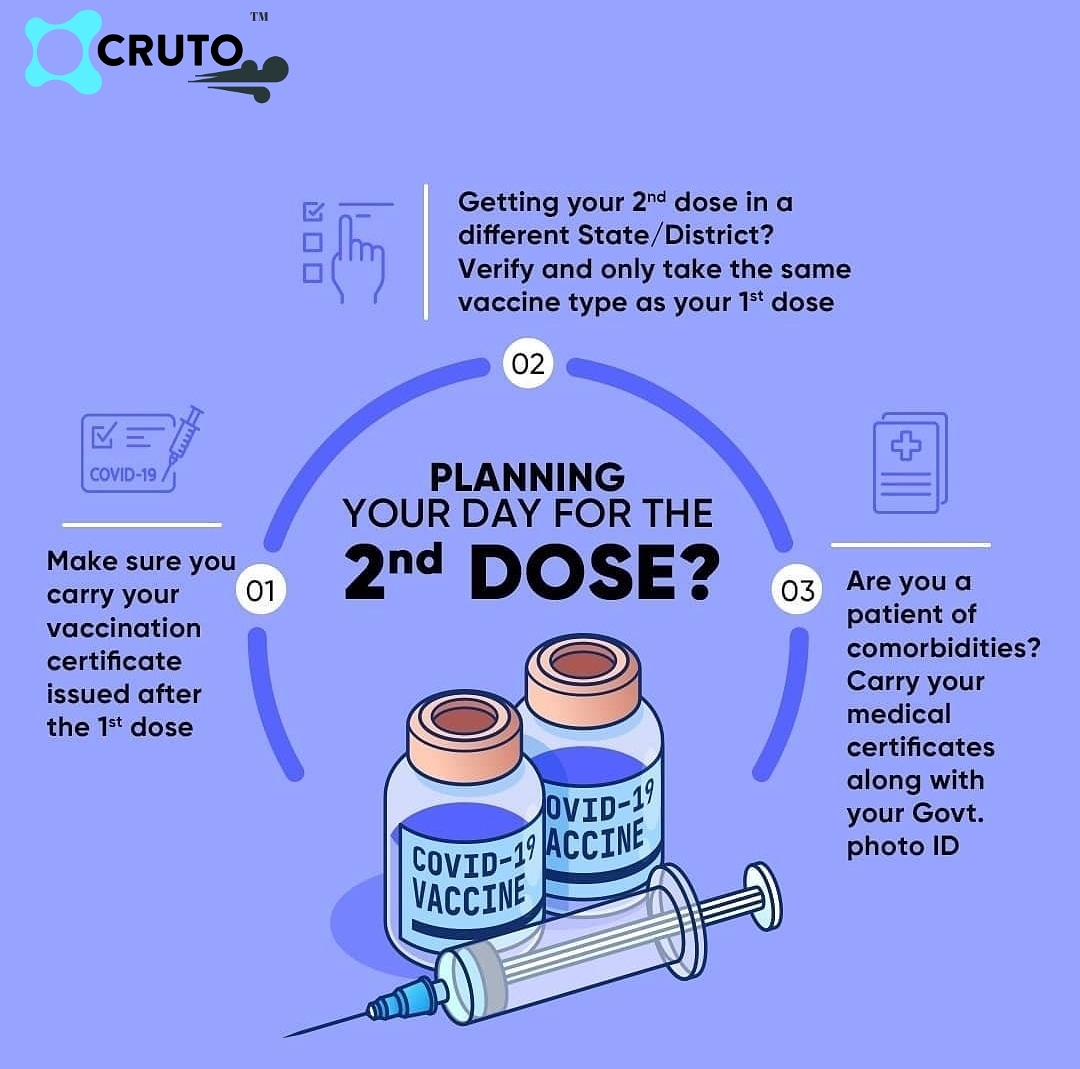 CRUTO
TM
Getting your 2nd dose in a
different State/District?
Verify and only take the same
vaccine type as your 1st dose
02
COVID-19
Make sure you
carry your
vaccination
certificate
issued after
the 1st dose
01
PLANNING
YOUR DAY FOR THE
2nd DOSE?
03
Are you a
patient of
comorbidities?
Carry your
medical
certificates
along with
your Govt.
photo ID
OVID-19
ACCINE
COVID-19
VACCINE